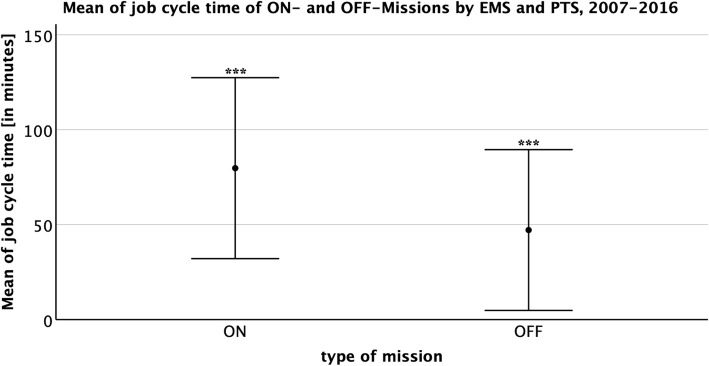 Mean of job cycle time of ON- and OFF-Missions by EMS and PTS, 2007-2016
Mean of job cycle time [in minutes]
150
100
50
0
***
***
ON
OFF
type of mission